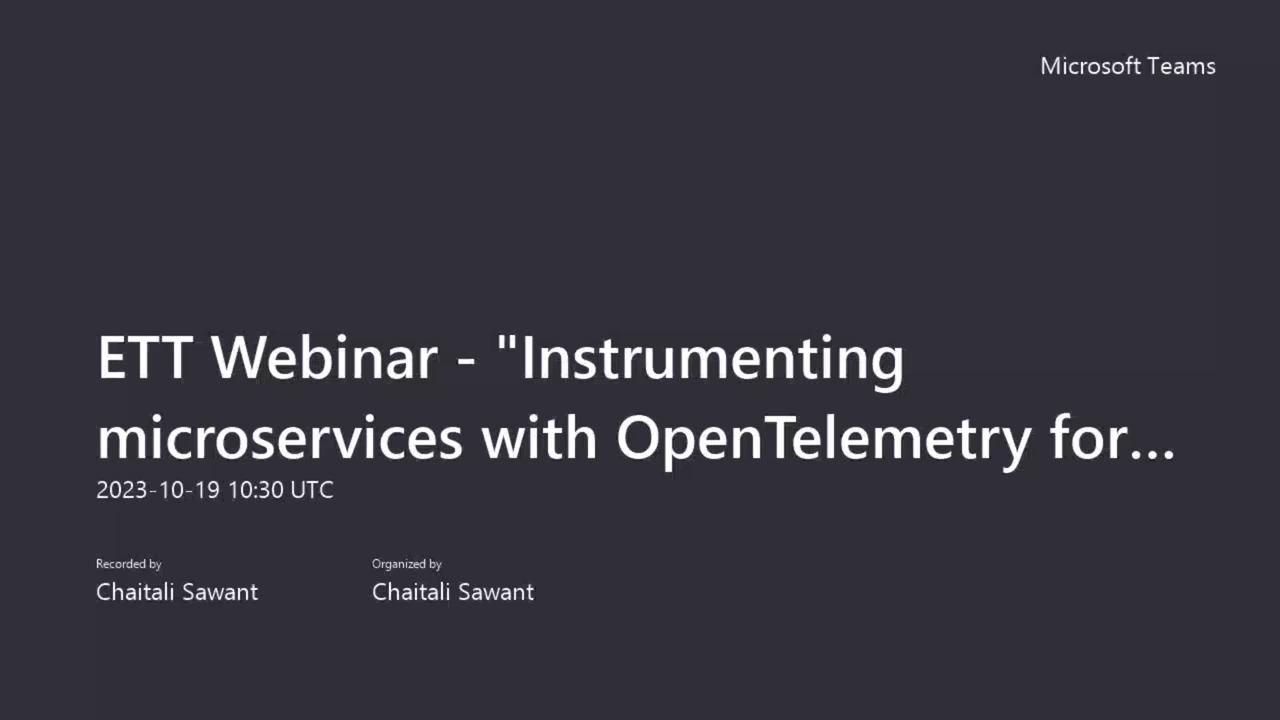 Microsoft Teams
ETT Webinar - "Instrumenting
microservices with OpenTelemetry for...
2023-10-19 10:30 UTC
Recorded by
Organized by
Chaitali Sawant
Chaitali Sawant